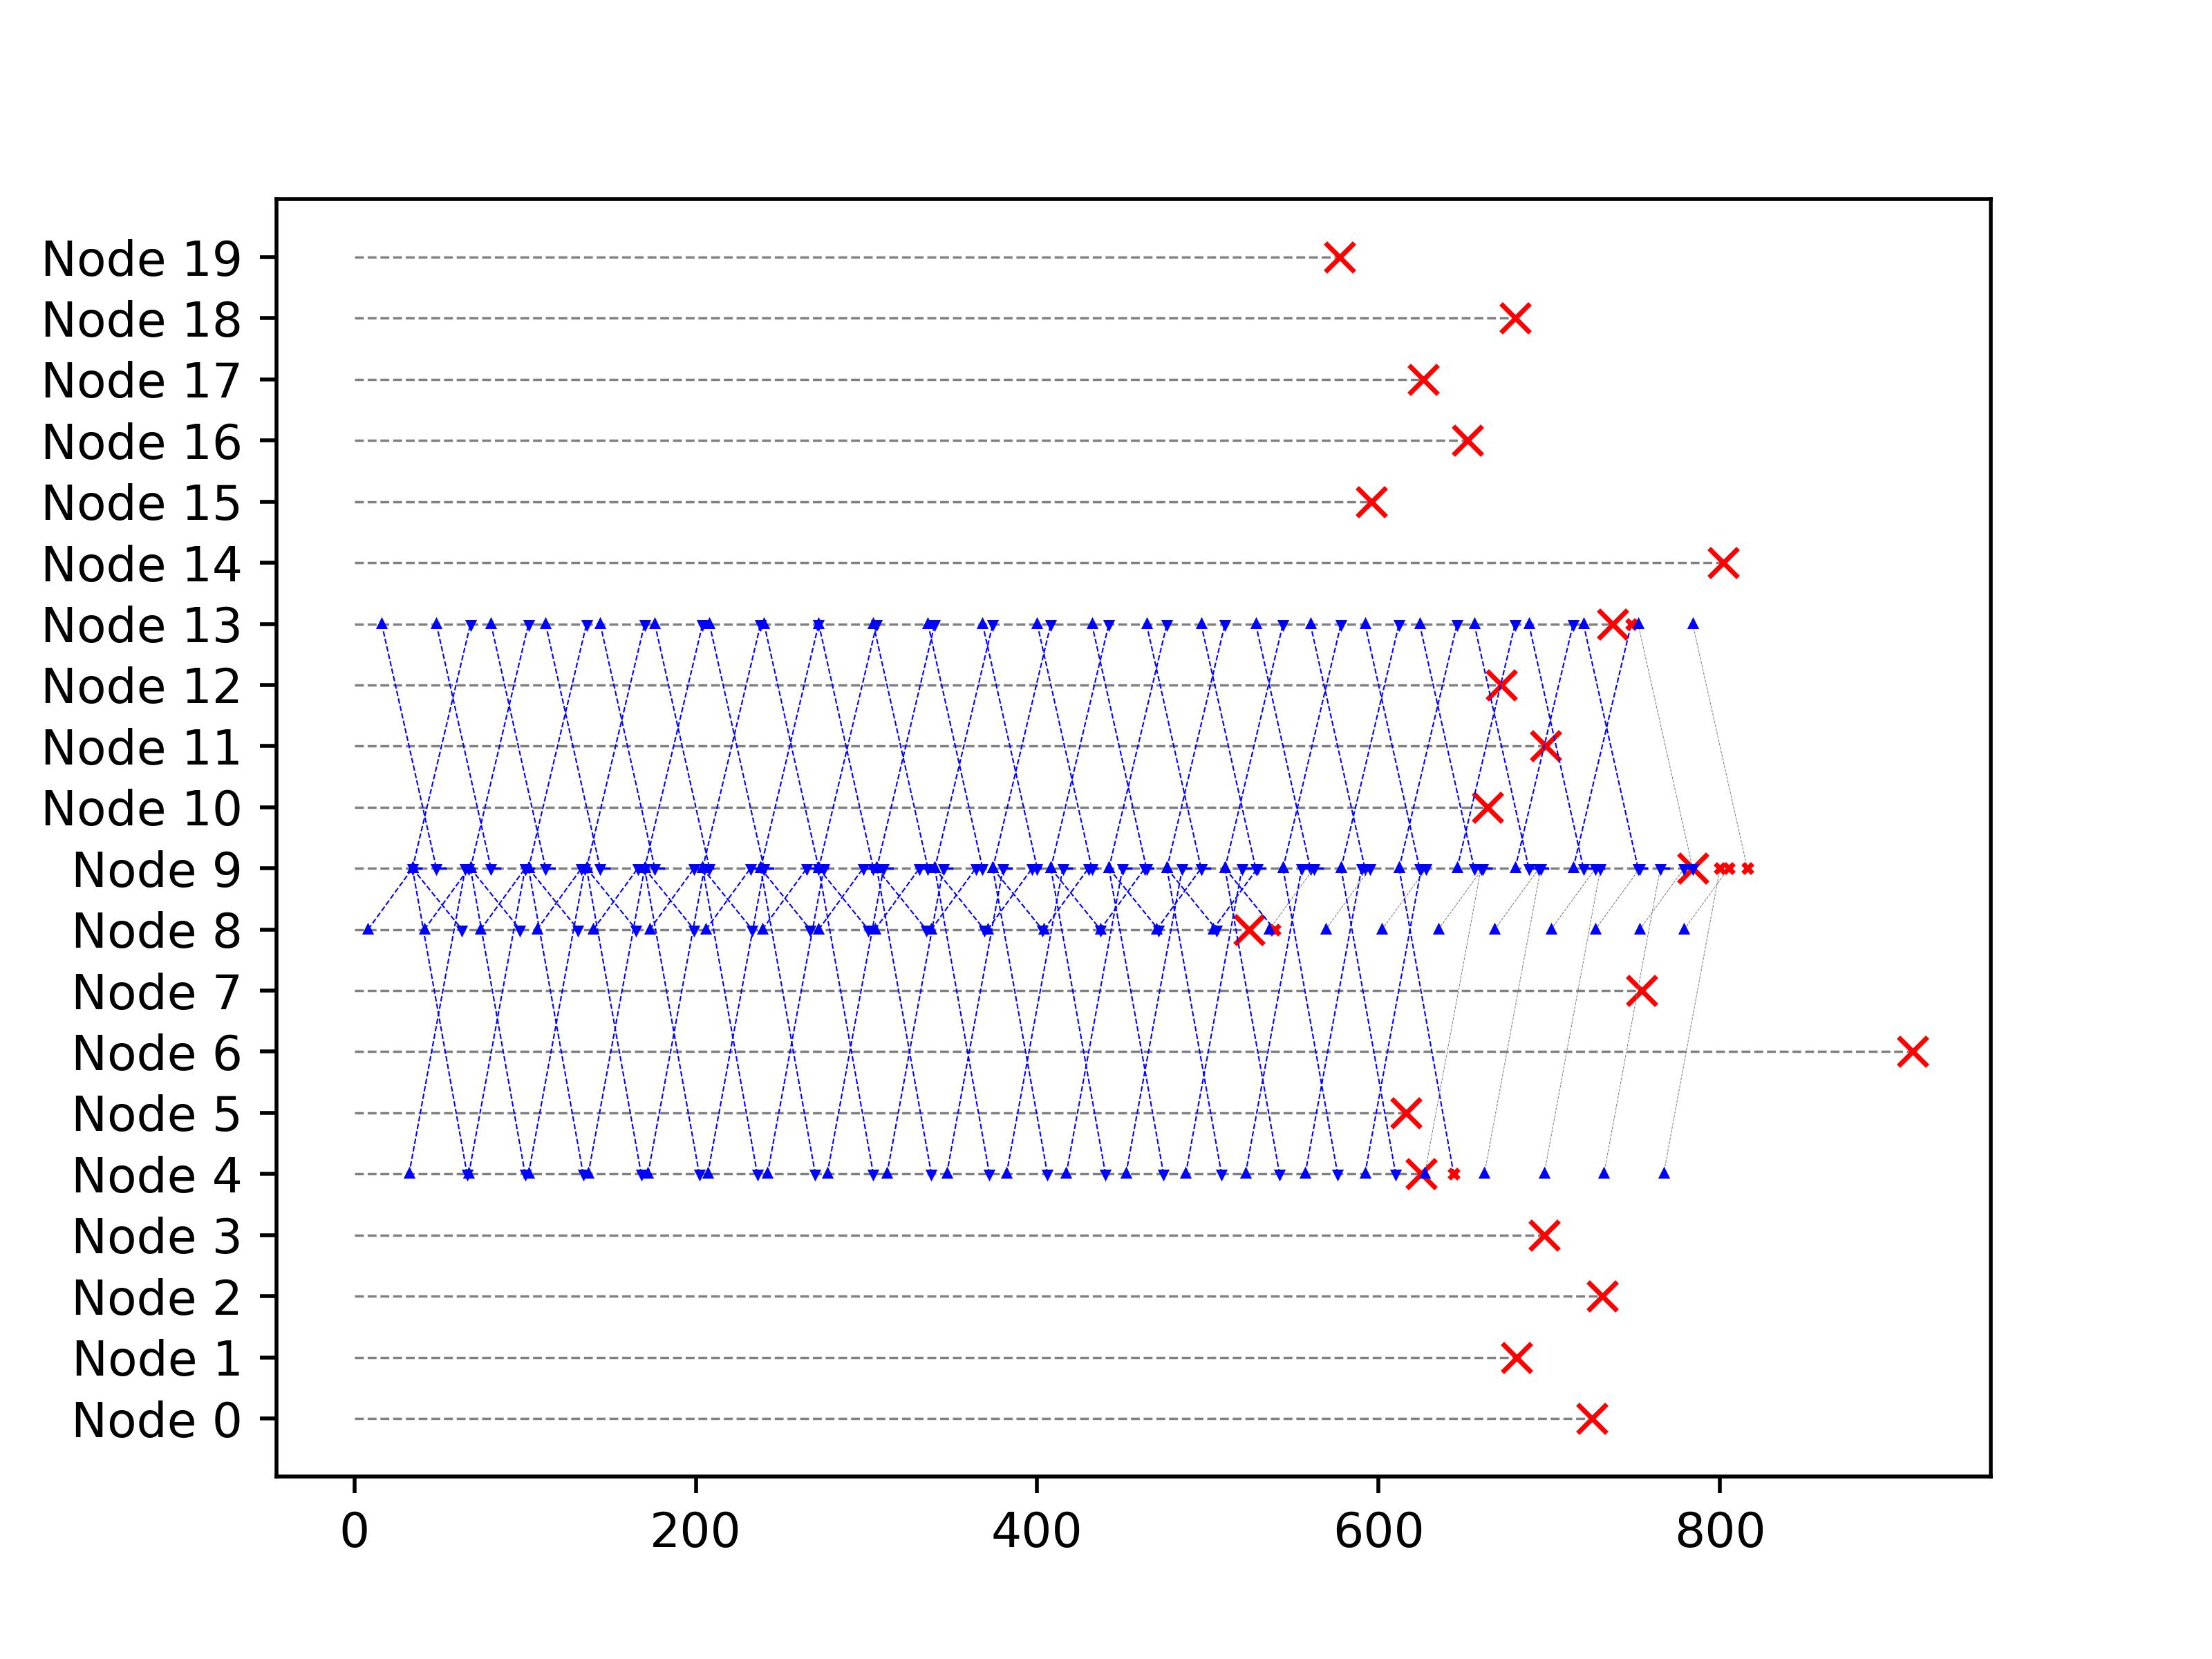 Node 19
Node 18
Node 17
Node 16
Node 15
Node 14
Node 13
Node 12
Node 11
Node 10
Node 9
Node 8
Node 7
Node 6
Node 5
Node 4
Node 3
Node 2
Node 1
Node 0
0 200 400 600 800